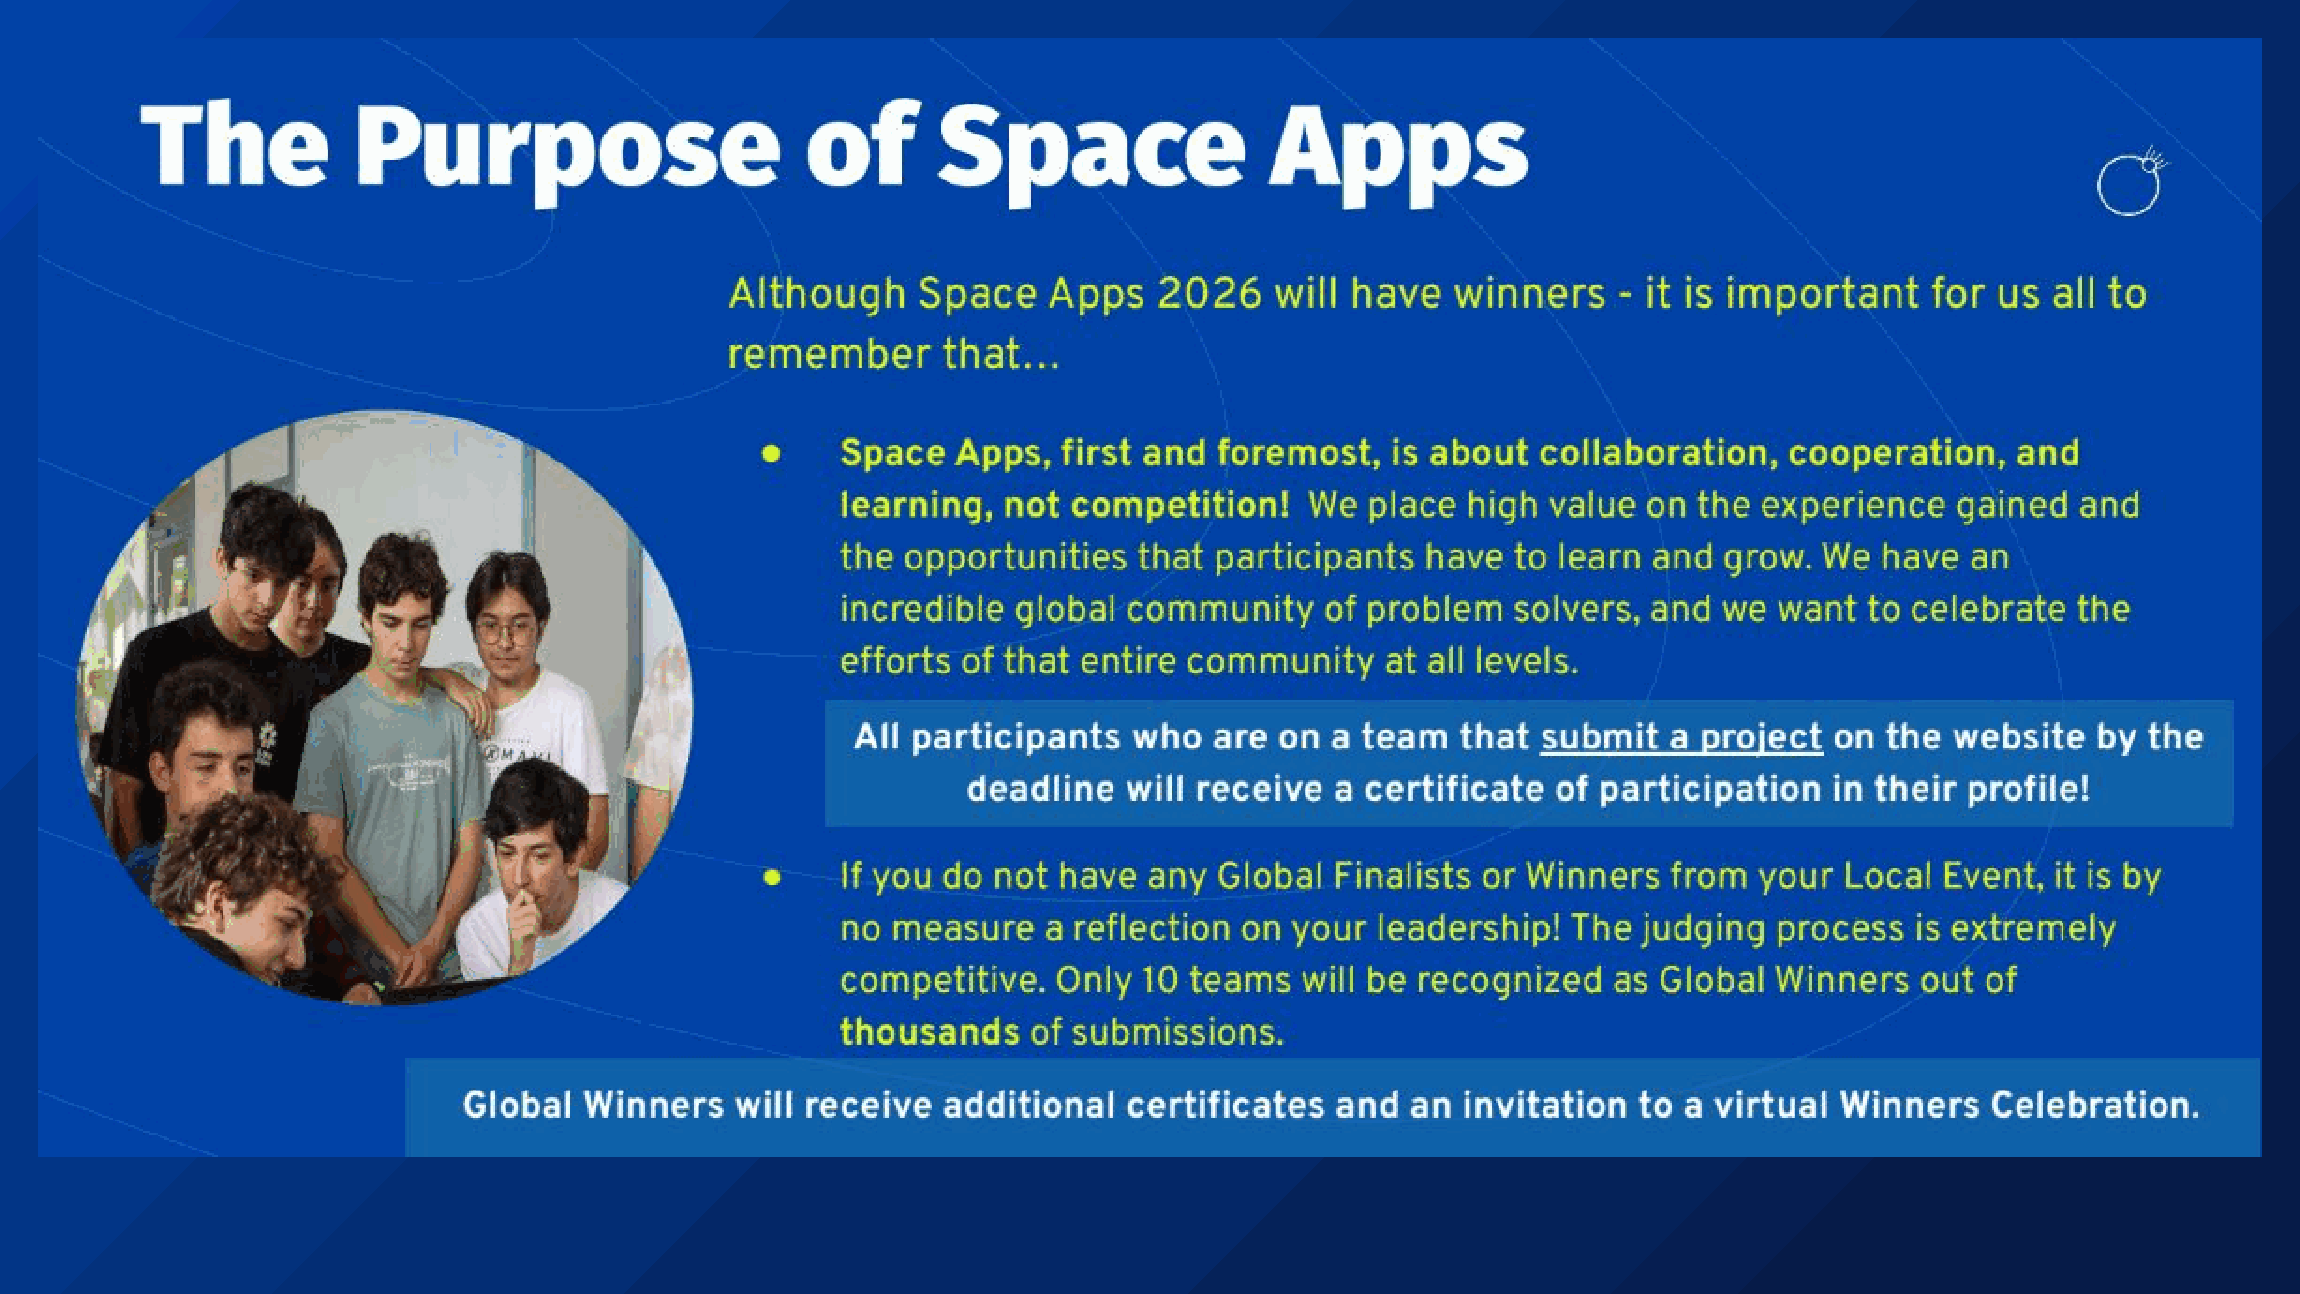 The Purpose of Space Apps
Although Space Apps 2026 will have winners - it is important for us all to
remember that...
● Space Apps, first and foremost, is about collaboration, cooperation, and
learning, not competition! We place high value on the experience gained and
the opportunities that participants have to learn and grow. We have an
incredible global community of problem solvers, and we want to celebrate the
efforts of that entire community at all levels.
All participants who are on a team that submit a project on the website by the
deadline will receive a certificate of participation in their profile!
● If you do not have any Global Finalists or Winners from your Local Event, it is by
no measure a reflection on your leadership! The judging process is extremely
competitive. Only 10 teams will be recognized as Global Winners out of
thousands of submissions.
Global Winners will receive additional certificates and an invitation to a virtual Winners Celebration.